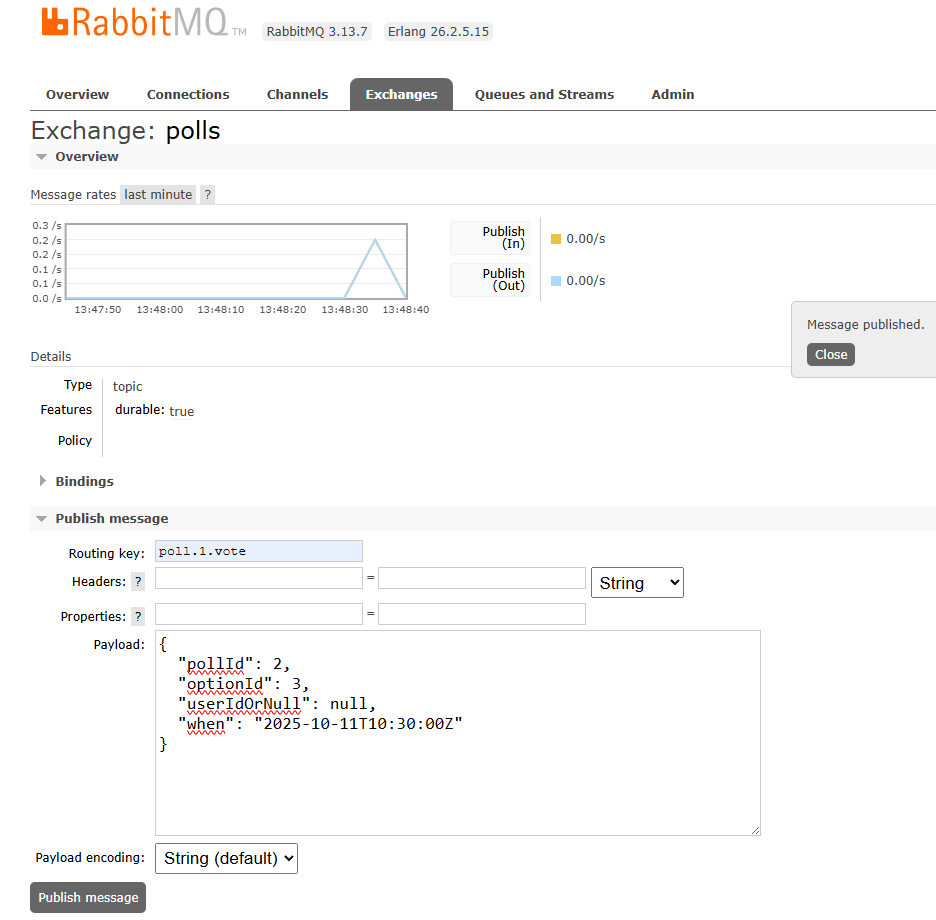 RabbitMQ TM RabbitMQ 3.13.7 Erlang 26.2.5.15
Overview Connections Channels Exchanges Queues and Streams Admin
Exchange: polls
Overview
Message rates last minute ?
0.3 /s
0.2 /s
0.2 /s
0.1 /s
0.1 /s
0.0 /s
13:47:50 13:48:00 13:48:10 13:48:20 13:48:30 13:48:40
Publish
(In)
0.00/s
Publish
(Out)
0.00/s
Message published.
Close
Details
Type topic
Features durable: true
Policy
Bindings
Publish message
Routing key: poll.1.vote
Headers: ? = String
Properties: ? =
Payload: {
"pollId": 2,
"optionId": 3,
"userIdOrNull": null,
"when": "2025-10-11T10:30:00Z"
}
Payload encoding: String (default)
Publish message